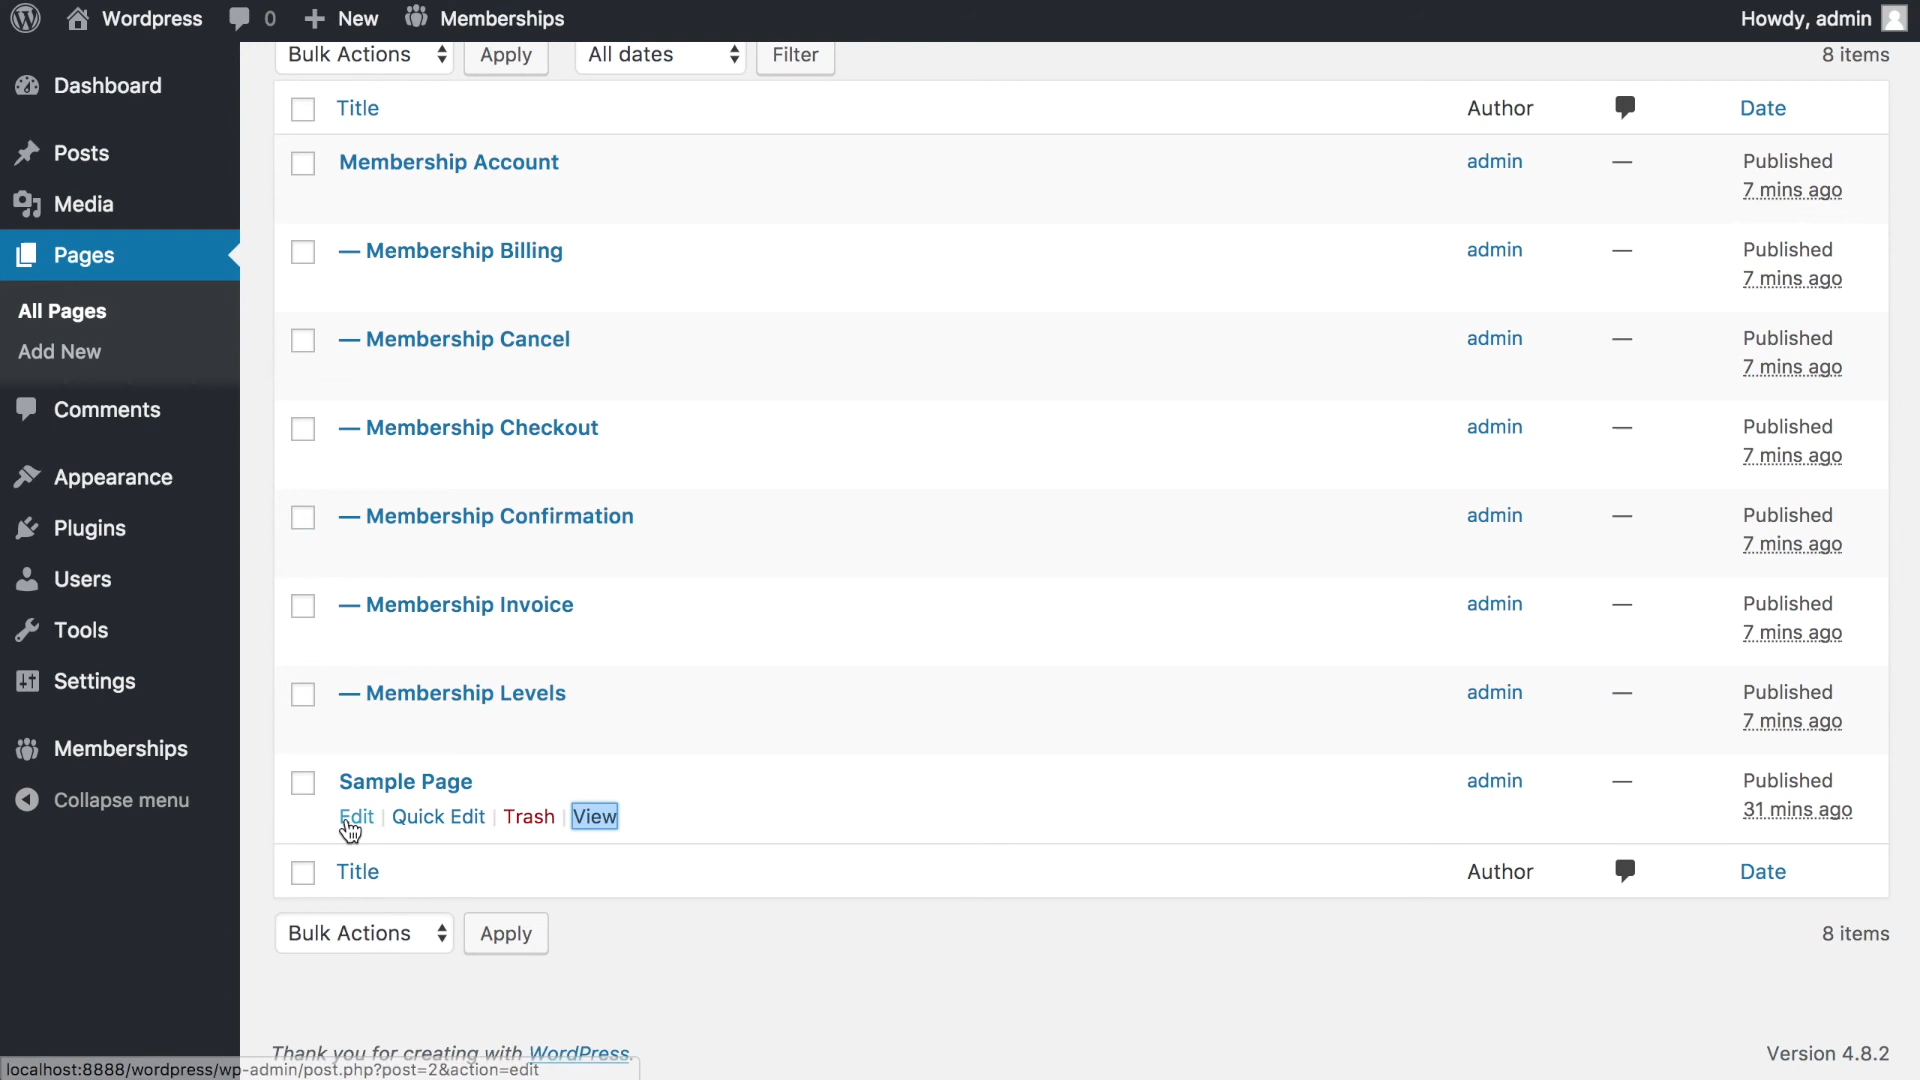 Wordpress 0 New Memberships Howdy, admin
Bulk Actions Apply All dates Filter 8 items
Dashboard
Posts
Media
Pages
All Pages
Add New
Comments
Appearance
Plugins
Users
Tools
Settings
Memberships
Collapse menu
Title Author Date
Membership Account admin — Published
7 mins ago
— Membership Billing admin — Published
7 mins ago
— Membership Cancel admin — Published
7 mins ago
— Membership Checkout admin — Published
7 mins ago
— Membership Confirmation admin — Published
7 mins ago
— Membership Invoice admin — Published
7 mins ago
— Membership Levels admin — Published
7 mins ago
Sample Page admin — Published
Edit | Quick Edit | Trash | View 31 mins ago
Title Author Date
Bulk Actions Apply 8 items
Thank you for creating with WordPress. Version 4.8.2
localhost:8888/wordpress/wp-admin/post.php?post=2&action=edit